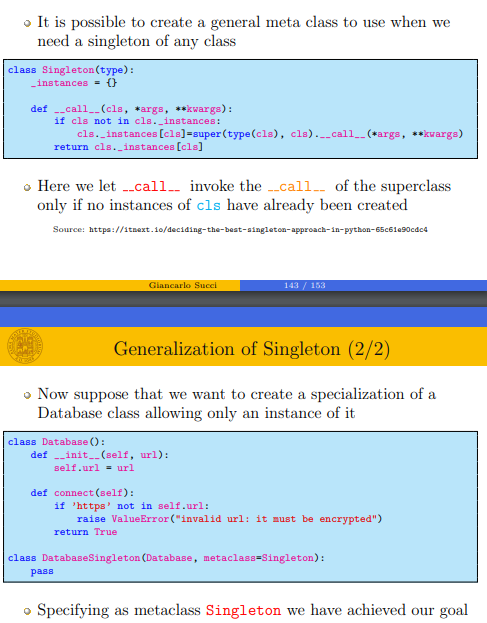 It is possible to create a general meta class to use when we
need a singleton of any class
class Singleton(type):
    _instances = {}
    def __call__(cls, *args, **kwargs):
        if cls not in cls._instances:
            cls._instances[cls]=super(type(cls), cls).__call__(*args, **kwargs)
        return cls._instances[cls]
Here we let __call__ invoke the __call__ of the superclass
only if no instances of cls have already been created
Source: https://itnext.io/deciding-the-best-singleton-approach-in-python-65c61e90cdc4
Giancarlo Succi 143 / 153
Generalization of Singleton (2/2)
Now suppose that we want to create a specialization of a
Database class allowing only an instance of it
class Database():
    def __init__(self, url):
        self.url = url
    def connect(self):
        if 'https' not in self.url:
            raise ValueError("invalid url: it must be encrypted")
        return True
class DatabaseSingleton(Database, metaclass=Singleton):
    pass
Specifying as metaclass Singleton we have achieved our goal